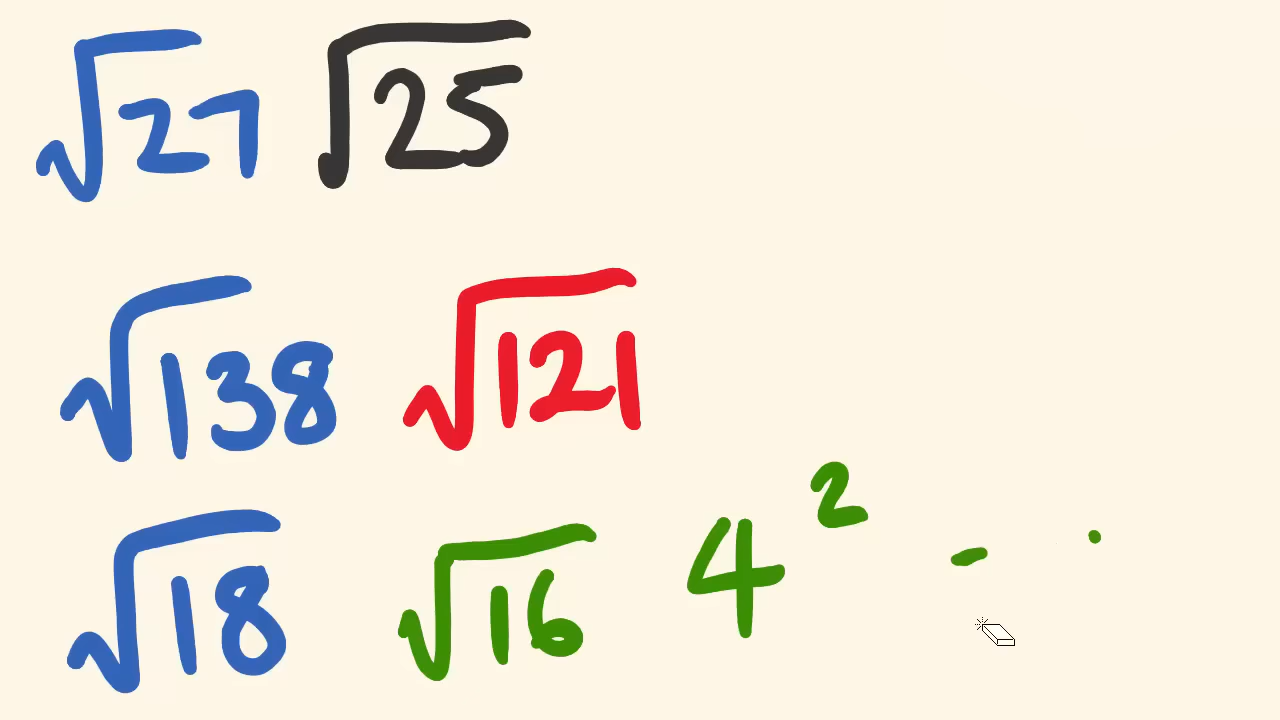 √27 √25
√138 √121
√18 √16 4² -